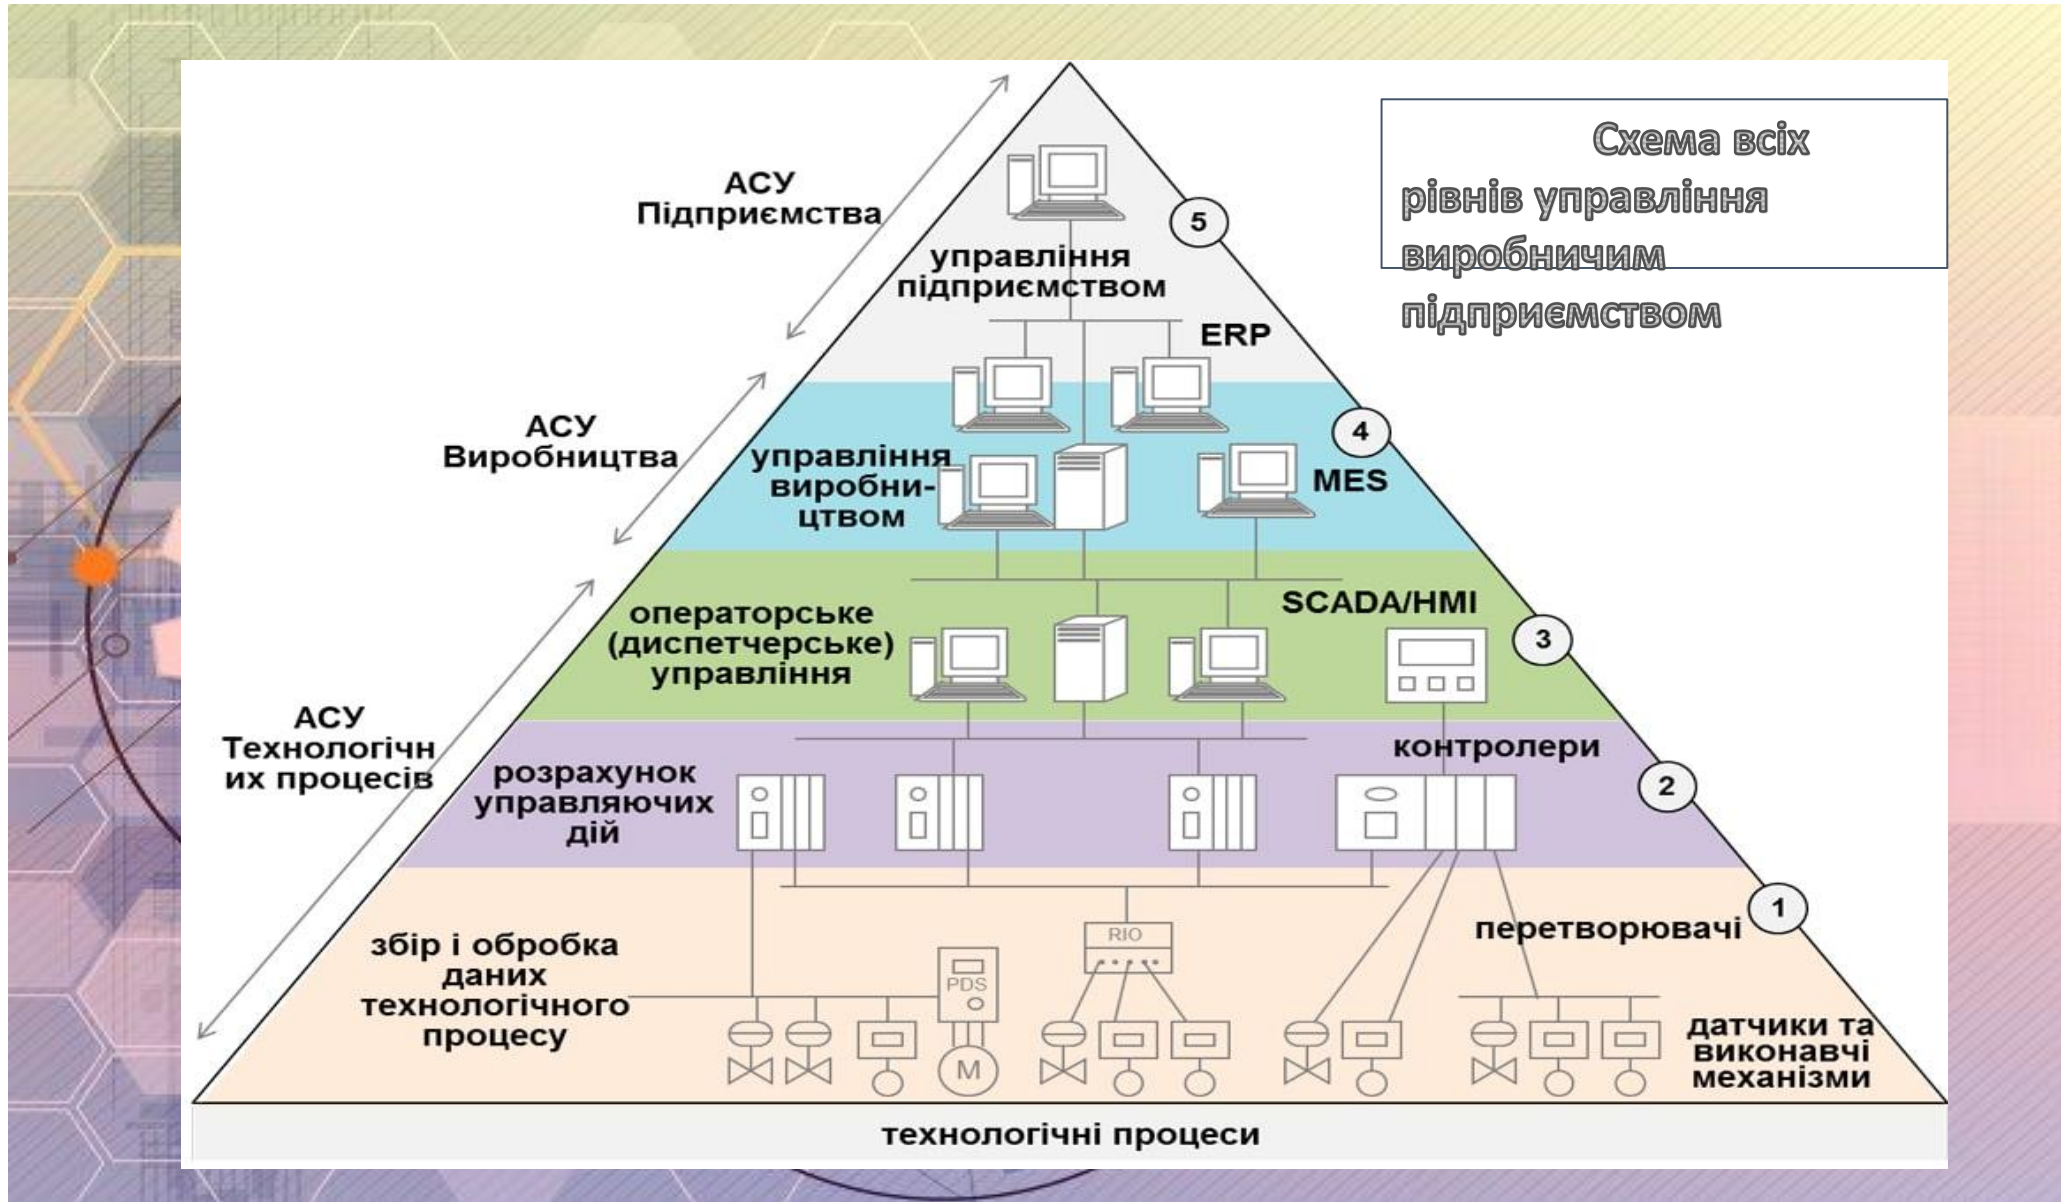 Схема всіх
рівнів управління
виробничим
підприємством
АСУ
Підприємства
5
управління
підприємством
ERP
АСУ
Виробництва
4
управління
виробни-
цтвом
MES
операторське
(диспетчерське)
управління
SCADA/HMI
3
АСУ
Технологічн
их процесів
розрахунок
управляючих
дій
контролери
2
1
перетворювачі
збір і обробка
даних
технологічного
процесу
RIO
PDS
M
датчики та
виконавчі
механізми
технологічні процеси